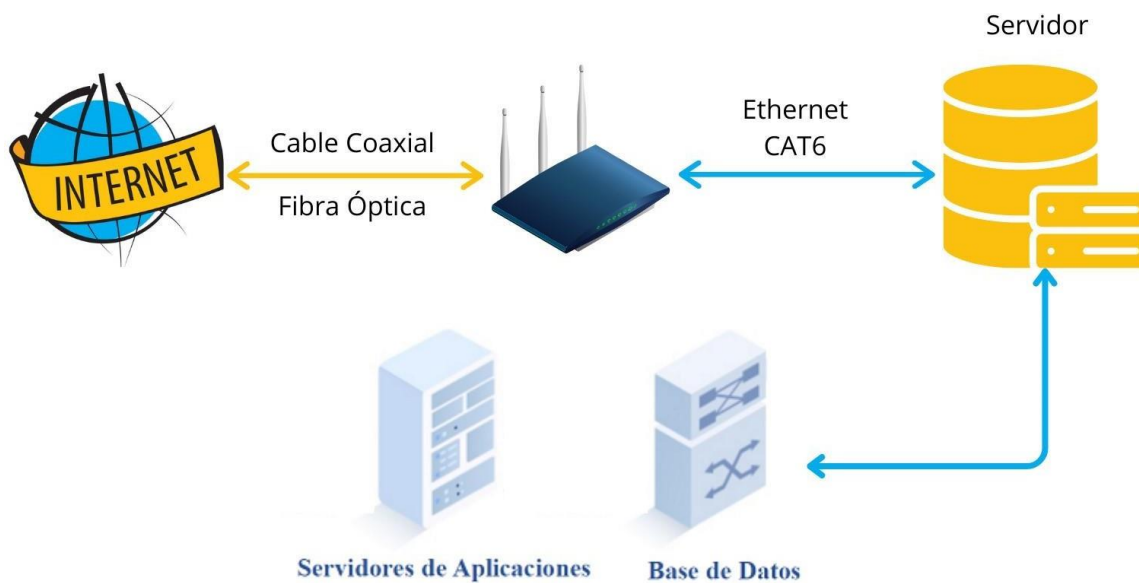 Servidor
INTERNET
Cable Coaxial
Fibra Óptica
Ethernet
CAT6
Servidores de Aplicaciones
Base de Datos